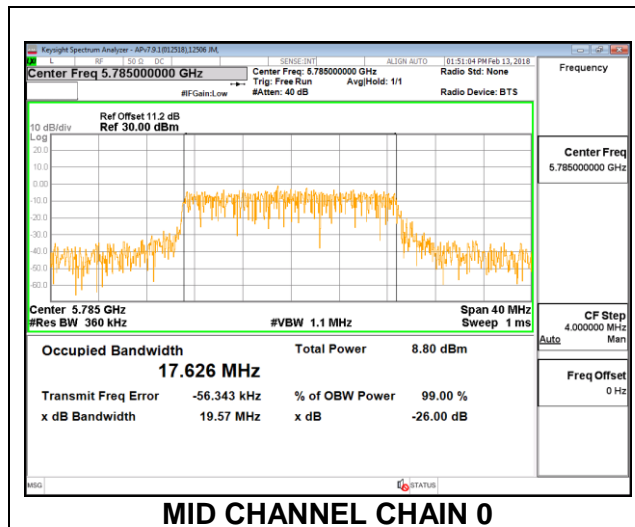 Keysight Spectrum Analyzer - APv7.9.1(012518),12506 JM,
L RF 50 Ω DC SENSE:INT ALIGN AUTO 01:51:04 PM Feb 13, 2018
Center Freq 5.785000000 GHz Center Freq: 5.785000000 GHz Radio Std: None Frequency
Trig: Free Run Avg|Hold: 1/1
#IFGain:Low #Atten: 40 dB Radio Device: BTS
Ref Offset 11.2 dB
10 dB/div Ref 30.00 dBm
Log
20.0
10.0
0.00
-10.0
-20.0
-30.0
-40.0
-50.0
-60.0
Center Freq
5.785000000 GHz
Center 5.785 GHz Span 40 MHz
#Res BW 360 kHz #VBW 1.1 MHz Sweep 1 ms
CF Step
4.000000 MHz
Auto Man
Occupied Bandwidth Total Power 8.80 dBm
17.626 MHz
Freq Offset
0 Hz
Transmit Freq Error -56.343 kHz % of OBW Power 99.00 %
x dB Bandwidth 19.57 MHz x dB -26.00 dB
MSG STATUS
MID CHANNEL CHAIN 0